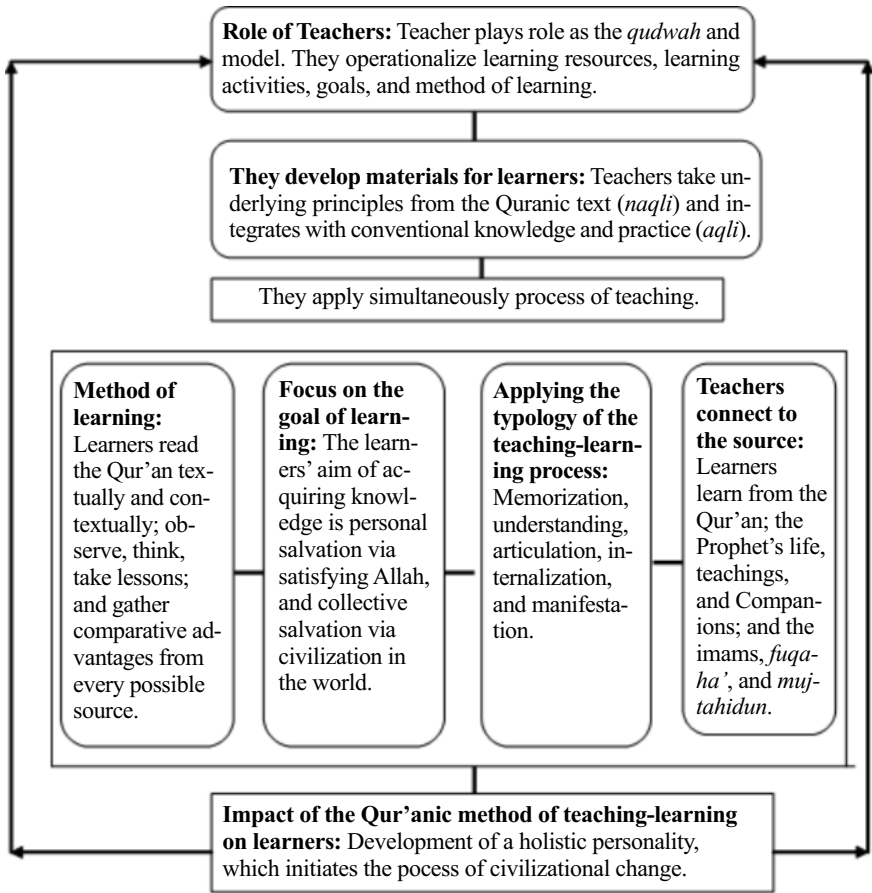 Role of Teachers: Teacher plays role as the qudwah and
model. They operationalize learning resources, learning
activities, goals, and method of learning.
They develop materials for learners: Teachers take un-
derlying principles from the Quranic text (naqli) and in-
tegrates with conventional knowledge and practice (aqli).
They apply simultaneously process of teaching.
Method of
learning:
Learners read
the Qur’an tex-
tually and con-
textually; ob-
serve, think,
take lessons;
and gather
comparative ad-
vantages from
every possible
source.
Focus on the
goal of learn-
ing: The learn-
ers’ aim of ac-
quiring knowl-
edge is personal
salvation via
satisfying Allah,
and collective
salvation via
civilization in
the world.
Applying the
typology of the
teaching-learn-
ing process:
Memorization,
understanding,
articulation, in-
ternalization,
and manifesta-
tion.
Teachers
connect to
the source:
Learners
learn from the
Qur’an; the
Prophet’s life,
teachings,
and Compan-
ions; and the
imams, fuqa-
ha’, and muj-
tahidun.
Impact of the Qur’anic method of teaching-learning
on learners: Development of a holistic personality,
which initiates the pocess of civilizational change.